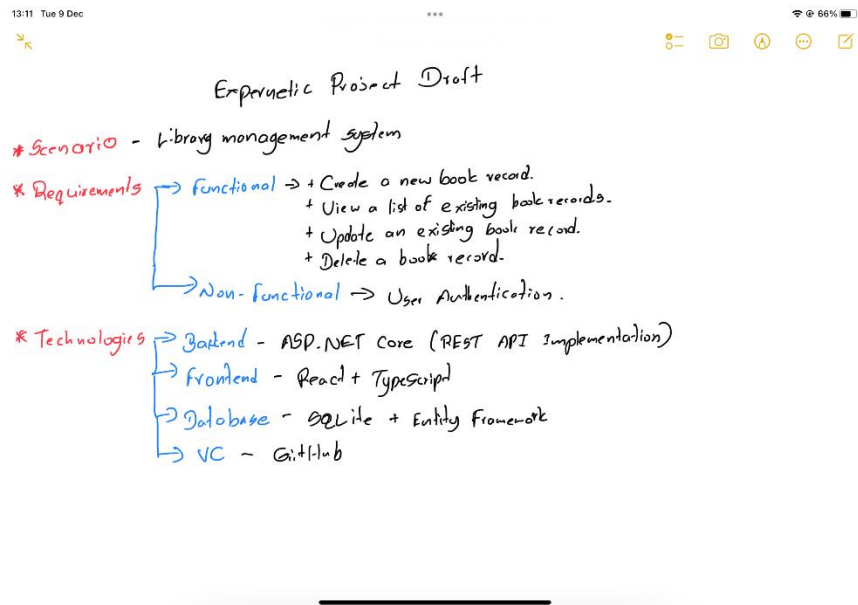 13:11 Tue 9 Dec
66%
Expernetic Project Draft
* Scenario - Library management system
* Requirements → Functional → + Create a new book record.
+ View a list of existing book records.
+ Update an existing book record.
+ Delete a book record.
→ Non-Functional → User Authentication.
* Technologies → Backend - ASP.NET Core (REST API Implementation)
→ Frontend - React + TypeScript
→ Database - SQLite + Entity Framework
→ VC - GitHub